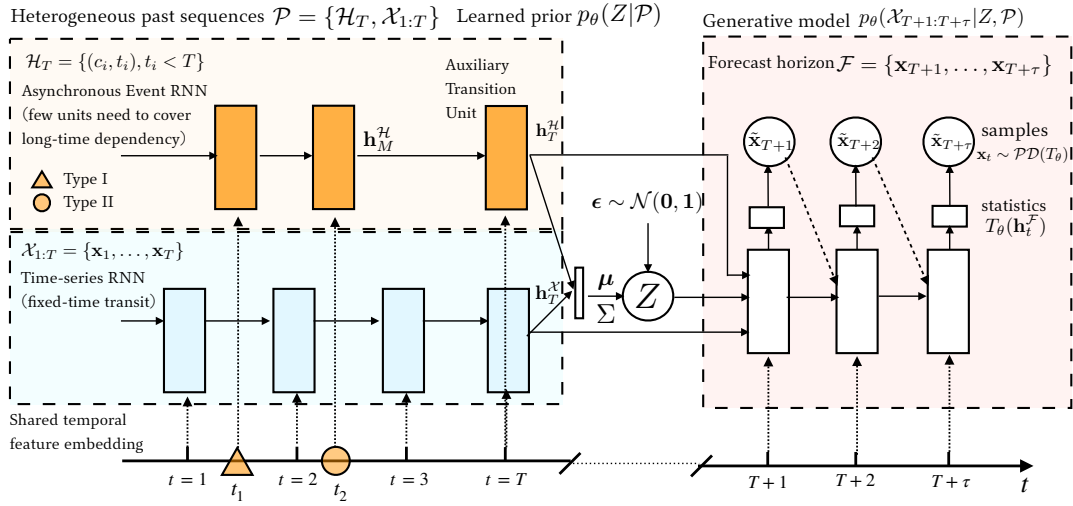 Heterogeneous past sequences 𝒫 = {ℋ_T, 𝒳_{1:T}} Learned prior p_θ(Z|𝒫)
Generative model p_θ(𝒳_{T+1:T+τ}|Z, 𝒫)
ℋ_T = {(c_i, t_i), t_i < T}
Asynchronous Event RNN
(few units need to cover
long-time dependency)
Type I
Type II
h_M^ℋ
Auxiliary
Transition
Unit
h_T^ℋ
𝒳_{1:T} = {x_1, . . . , x_T}
Time-series RNN
(fixed-time transit)
h_T^𝒳
ϵ ∼ 𝒩(0, 1)
μ
Σ
Z
Forecast horizon ℱ = {x_{T+1}, . . . , x_{T+τ}}
x̃_{T+1}
x̃_{T+2}
x̃_{T+τ}
samples
x_t ∼ 𝒫𝒟(T_θ)
statistics
T_θ(h_t^ℱ)
Shared temporal
feature embedding
t = 1
t_1
t = 2
t_2
t = 3
t = T
T + 1
T + 2
T + τ
t